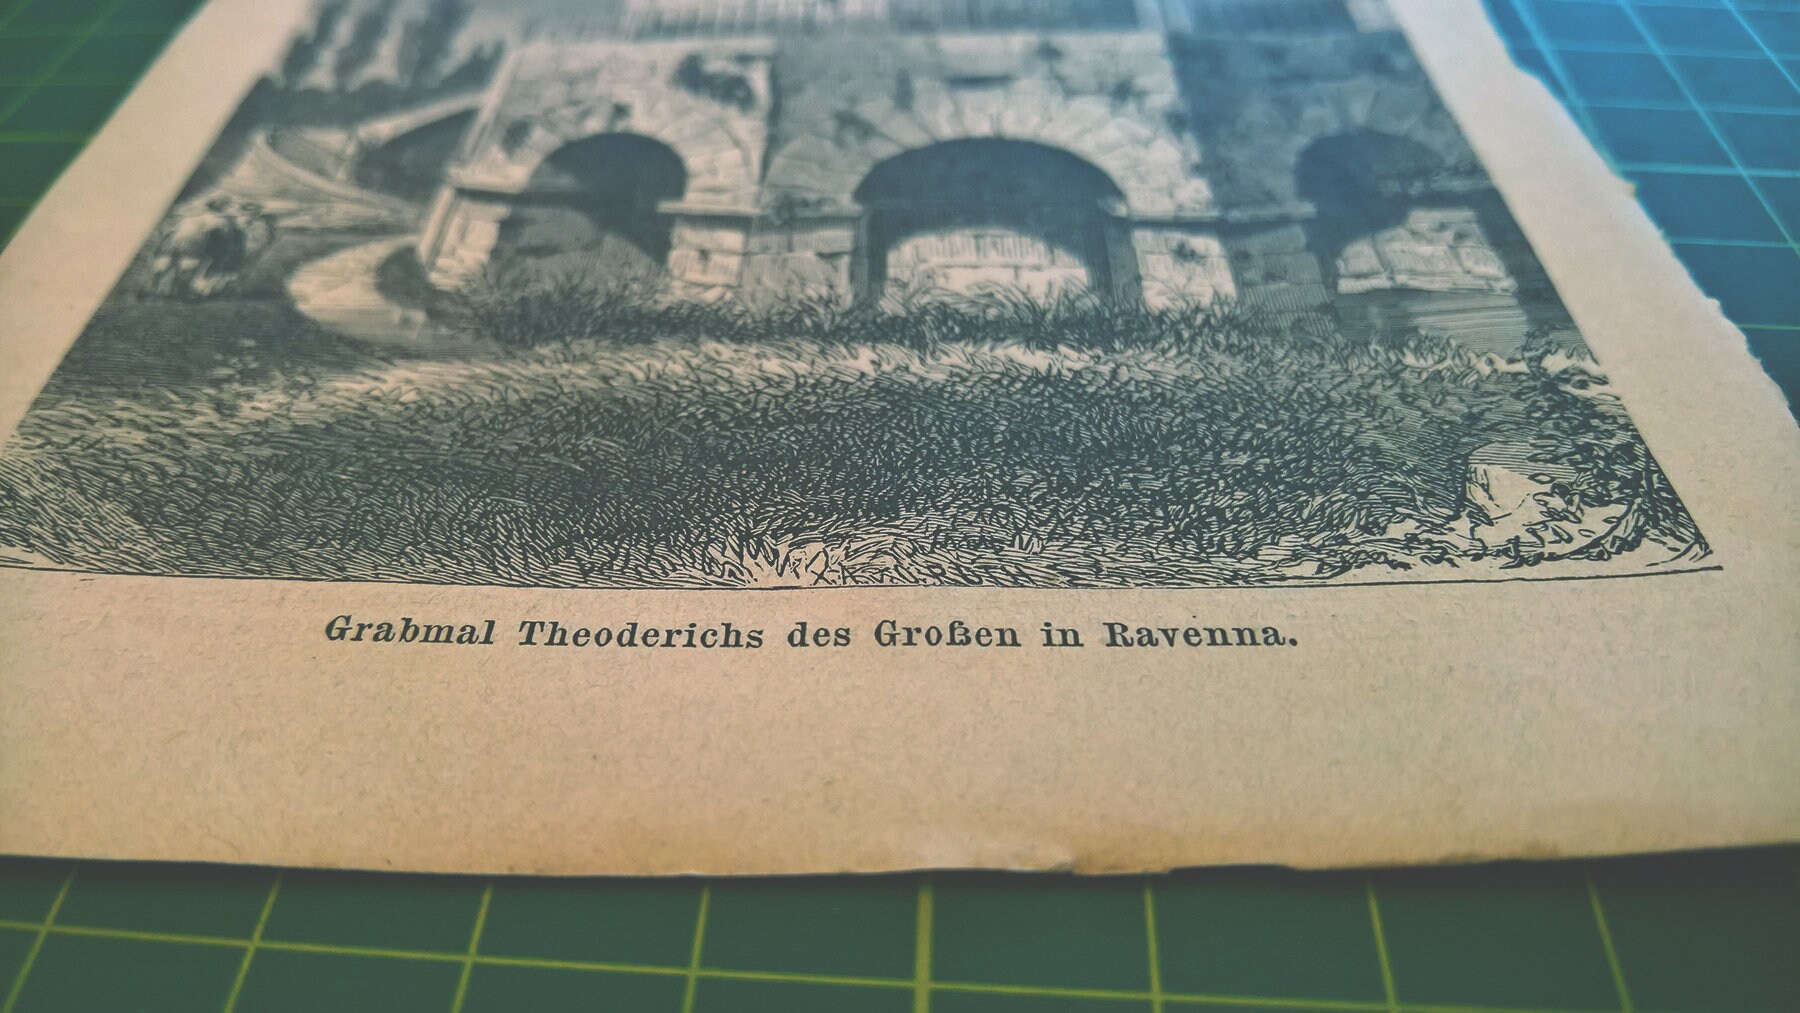 Grabmal Theoderichs des Großen in Ravenna.